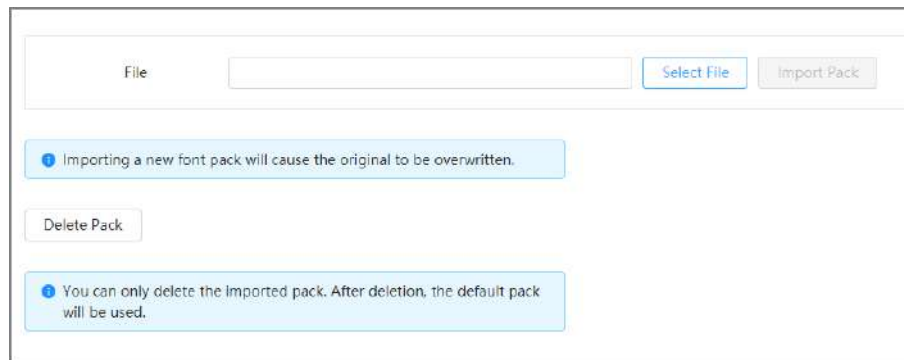 File Select File Import Pack
Importing a new font pack will cause the original to be overwritten.
Delete Pack
You can only delete the imported pack. After deletion, the default pack
will be used.